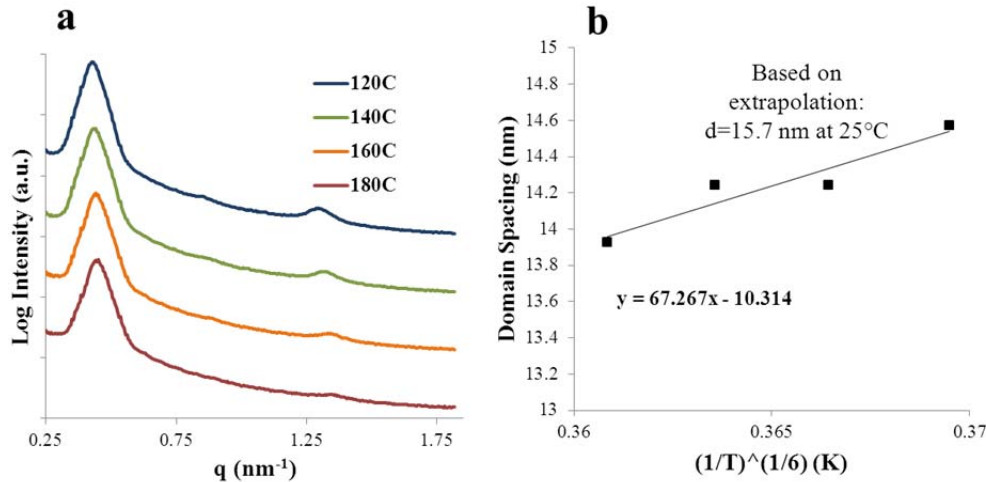 a
Log Intensity (a.u.)
120C
140C
160C
180C
0.25
0.75
1.25
1.75
q (nm⁻¹)
b
Domain Spacing (nm)
15
14.8
14.6
14.4
14.2
14
13.8
13.6
13.4
13.2
13
Based on
extrapolation:
d=15.7 nm at 25°C
y = 67.267x - 10.314
0.36
0.365
0.37
(1/T)^(1/6) (K)